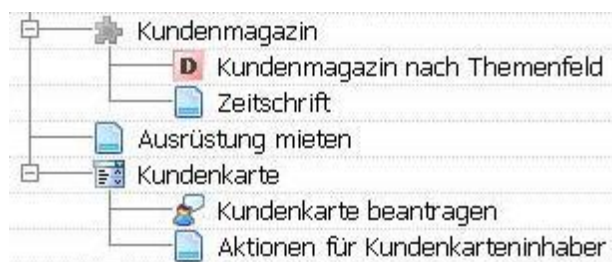 Kundenmagazin
D Kundenmagazin nach Themenfeld
Zeitschrift
Ausrüstung mieten
Kundenkarte
Kundenkarte beantragen
Aktionen für Kundenkarteninhaber